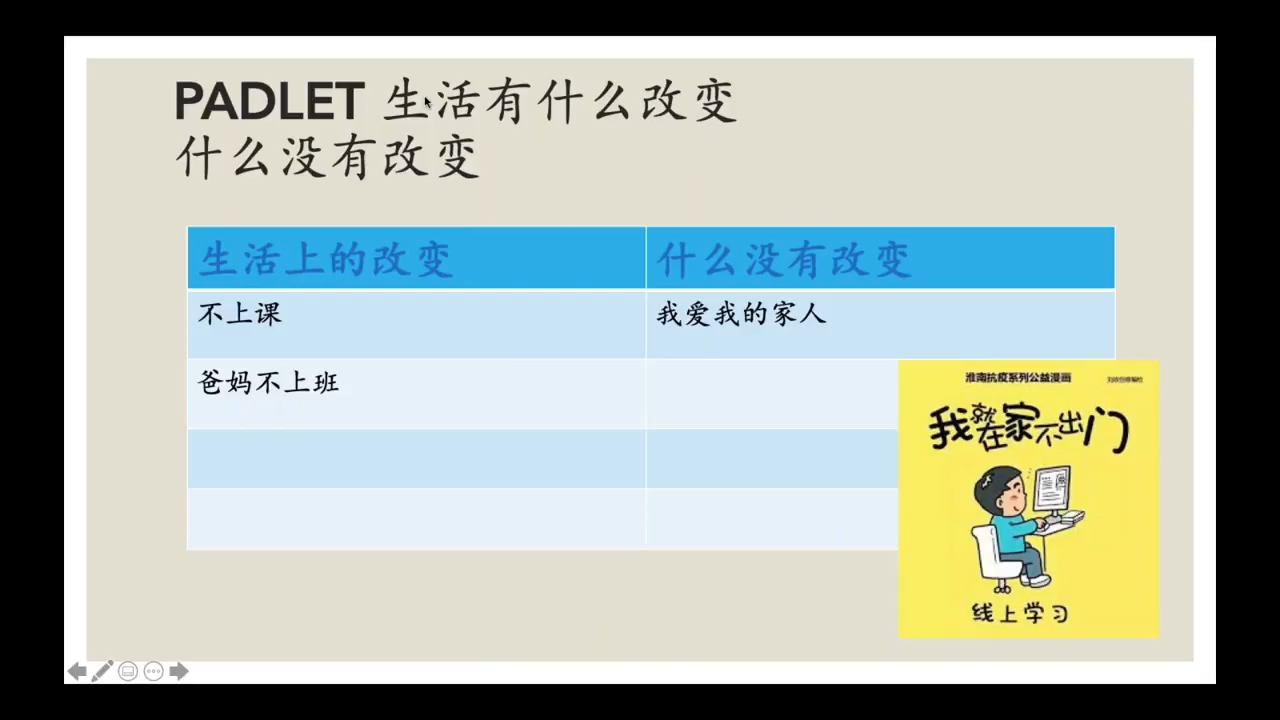 PADLET 生活有什么改变
什么没有改变
生活上的改变
什么没有改变
不上课
我爱我的家人
爸妈不上班
淮南抗疫系列公益漫画
我就在家不出门
线上学习